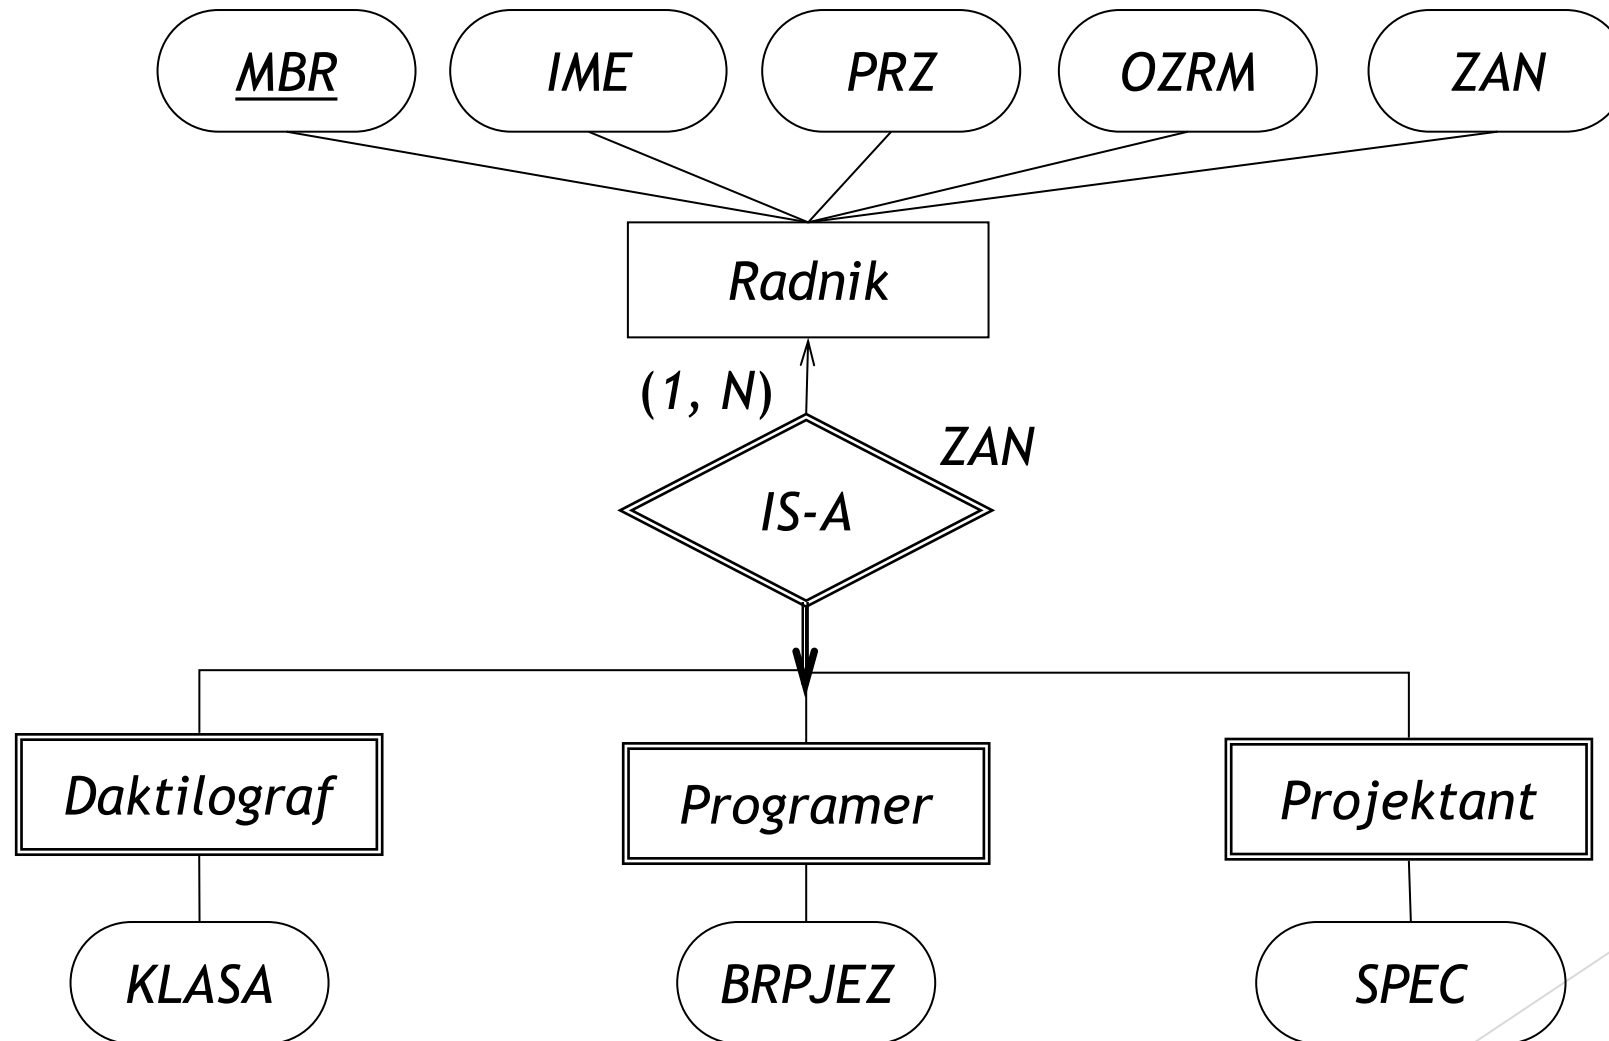 MBR
IME
PRZ
OZRM
ZAN
Radnik
(1, N)
ZAN
IS-A
Daktilograf
Programer
Projektant
KLASA
BRPJEZ
SPEC